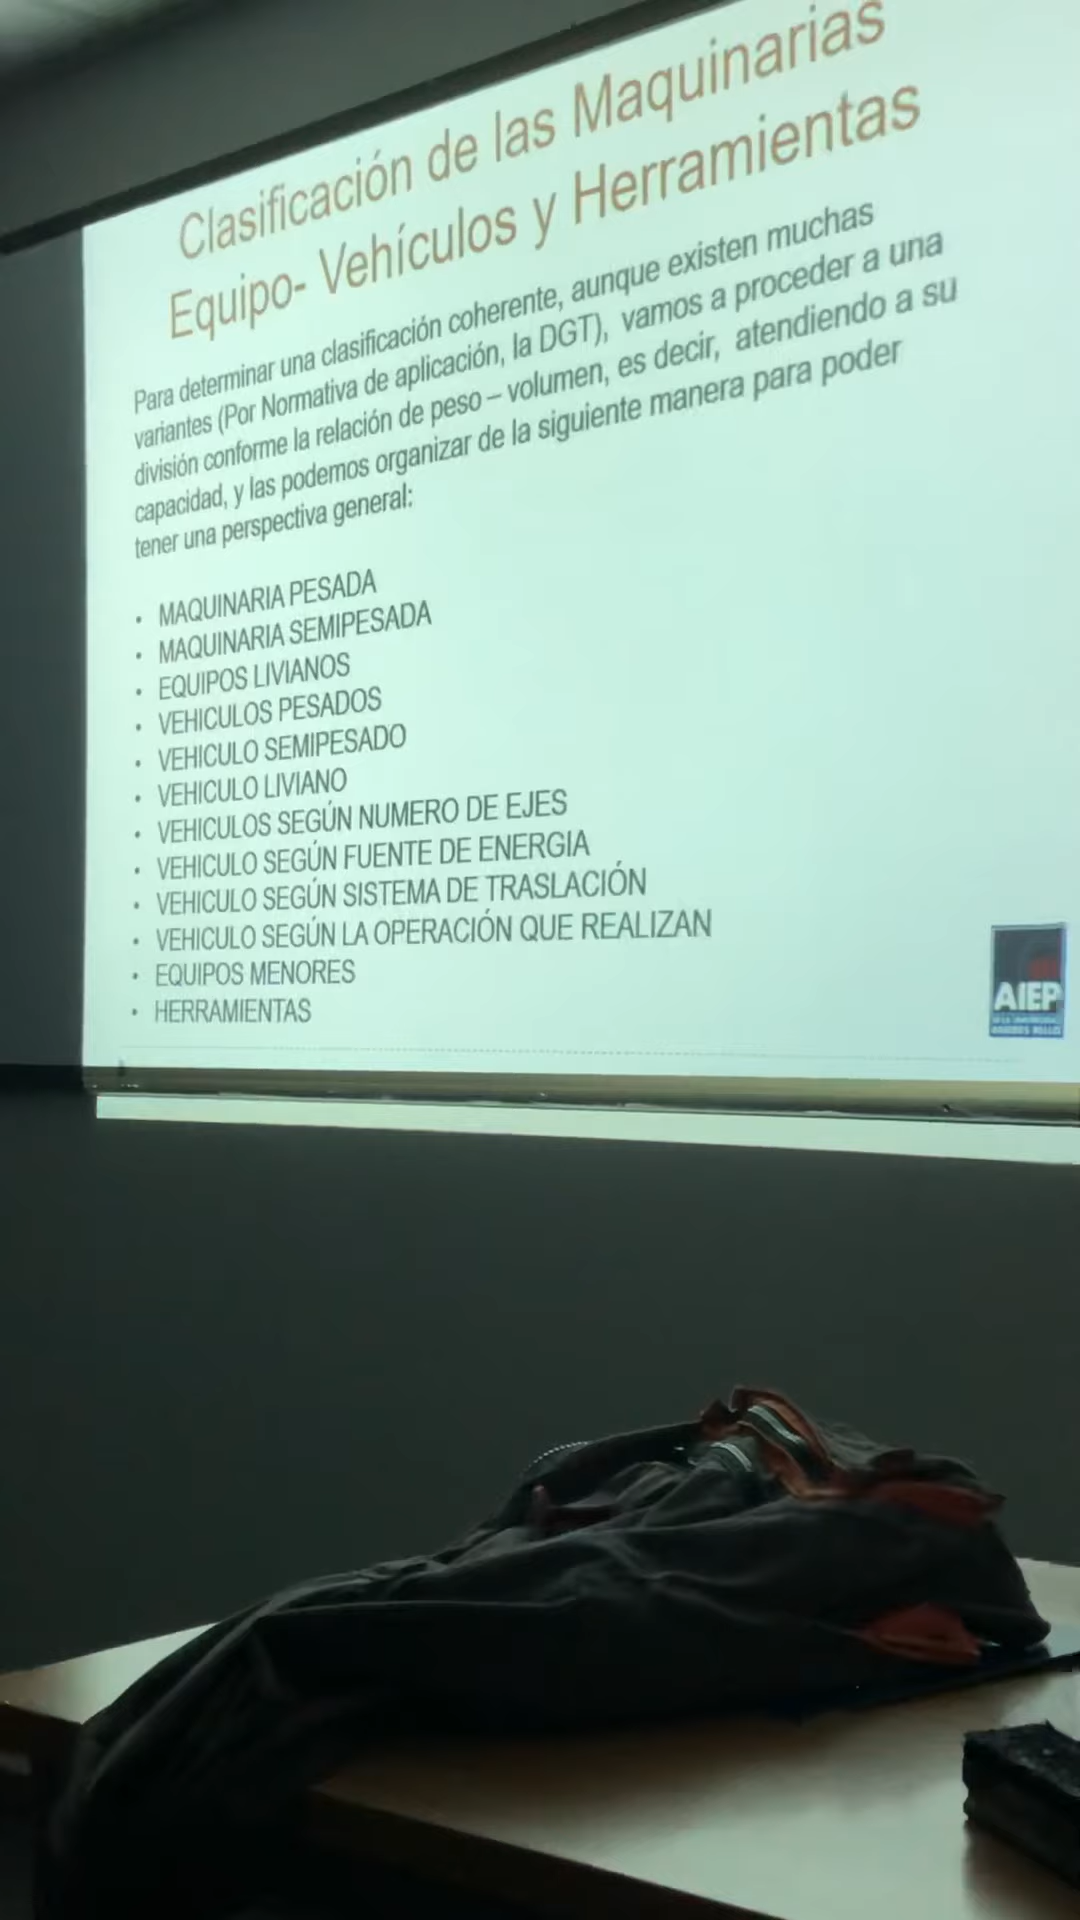 Clasificación de las Maquinarias
Equipo- Vehículos y Herramientas
Para determinar una clasificación coherente, aunque existen muchas
variantes (Por Normativa de aplicación, la DGT), vamos a proceder a una
división conforme la relación de peso – volumen, es decir, atendiendo a su
capacidad, y las podemos organizar de la siguiente manera para poder
tener una perspectiva general:
• MAQUINARIA PESADA
• MAQUINARIA SEMIPESADA
• EQUIPOS LIVIANOS
• VEHICULOS PESADOS
• VEHICULO SEMIPESADO
• VEHICULO LIVIANO
• VEHICULOS SEGÚN NUMERO DE EJES
• VEHICULO SEGÚN FUENTE DE ENERGIA
• VEHICULO SEGÚN SISTEMA DE TRASLACIÓN
• VEHICULO SEGÚN LA OPERACIÓN QUE REALIZAN
• EQUIPOS MENORES
• HERRAMIENTAS
AIEP
ANDRES BELLO